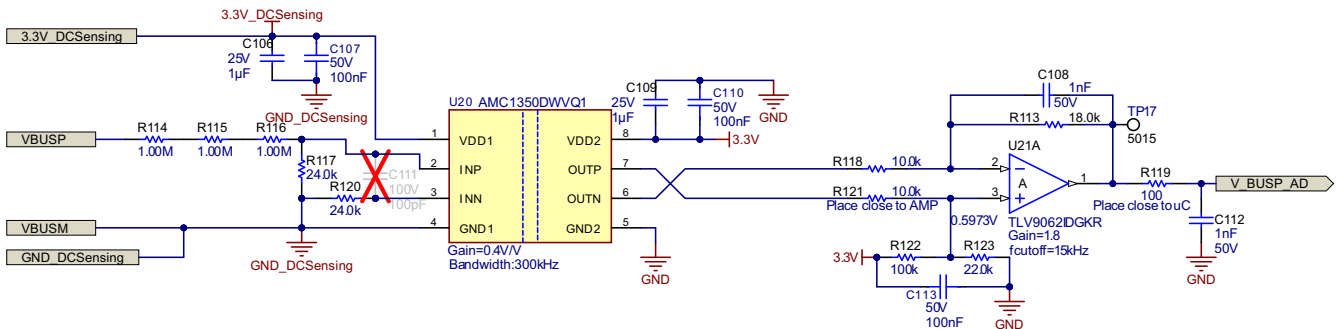 3.3V_DCSensing
3.3V_DCSensing
C106
25V
1µF
C107
50V
100nF
GND_DCSensing
VBUSP
R114
1.00M
R115
1.00M
R116
1.00M
R117
24.0k
R120
24.0k
C111
100V
100pF
VBUSM
GND_DCSensing
GND_DCSensing
U20 AMC1350DWVQ1
1
VDD1
VDD2
8
2
INP
OUTP
7
3
INN
OUTN
6
4
GND1
GND2
5
Gain=0.4V/V
Bandwidth:300kHz
C109
25V
1µF
C110
50V
100nF
GND
3.3V
GND
R118
10.0k
R121
10.0k
Place close to AMP
0.5973V
3.3V
R122
100k
R123
22.0k
C113
50V
100nF
GND
C108
1nF
50V
R113
18.0k
TP17
5015
U21A
2
3
A
1
TLV9062IDGKR
Gain=1.8
fcutoff=15kHz
R119
100
Place close to uC
V_BUSP_AD
C112
1nF
50V
GND